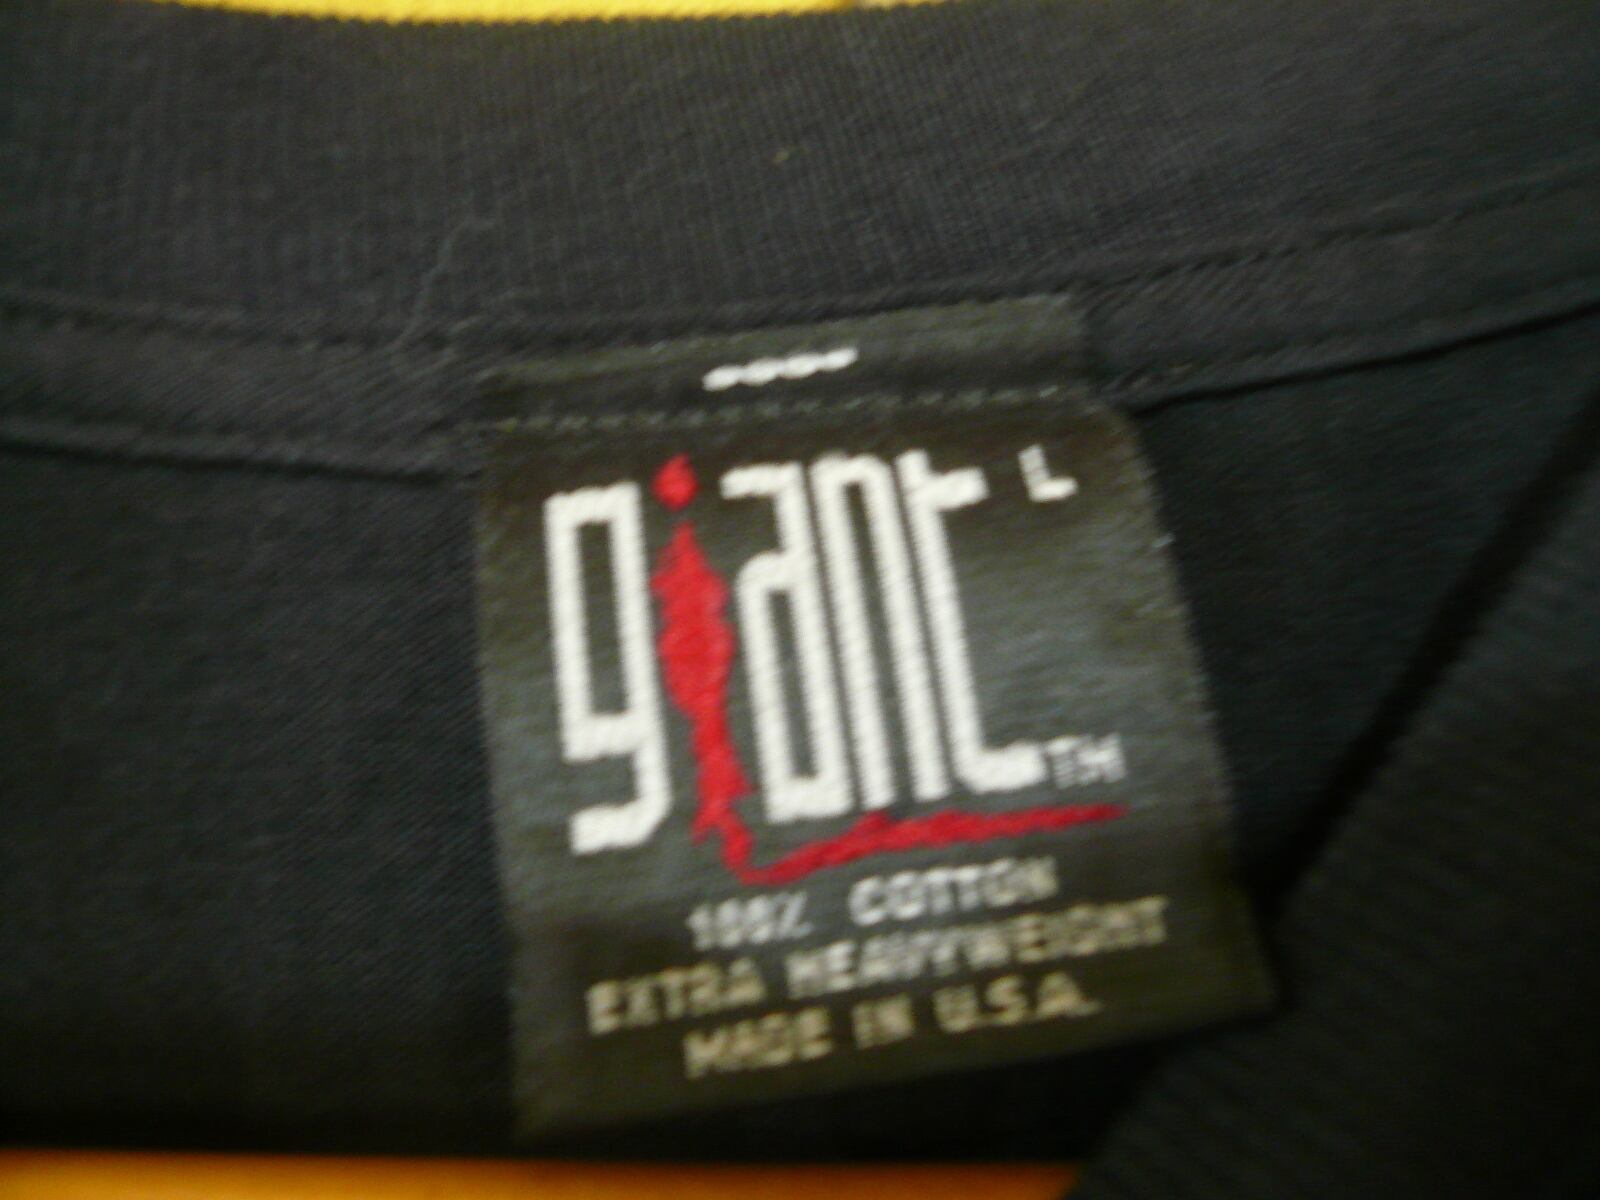 giant L
TM
100% COTTON
EXTRA HEAVYWEIGHT
MADE IN U.S.A.